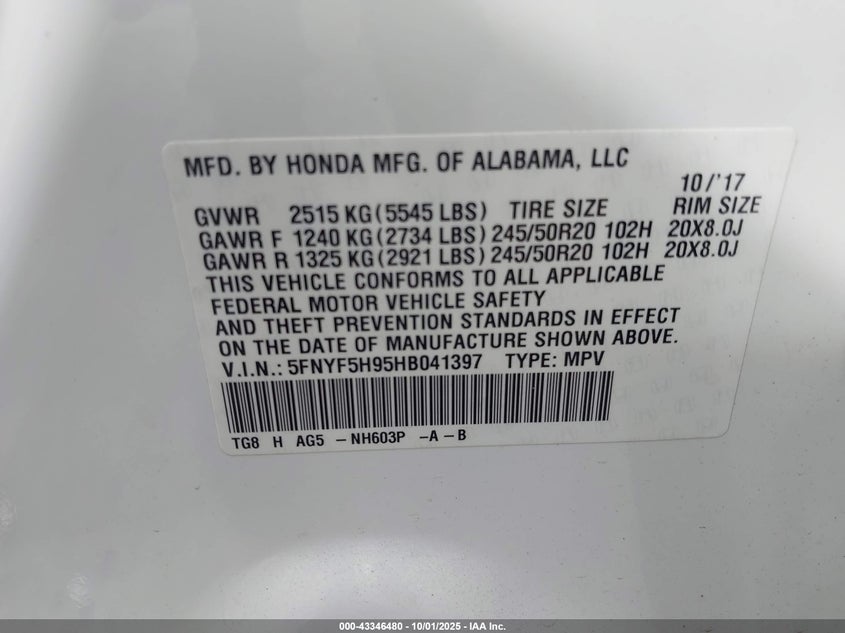 MFD. BY HONDA MFG. OF ALABAMA, LLC
10/'17
GVWR 2515 KG(5545 LBS) TIRE SIZE RIM SIZE
GAWR F 1240 KG(2734 LBS) 245/50R20 102H 20X8.0J
GAWR R 1325 KG(2921 LBS) 245/50R20 102H 20X8.0J
THIS VEHICLE CONFORMS TO ALL APPLICABLE
FEDERAL MOTOR VEHICLE SAFETY
AND THEFT PREVENTION STANDARDS IN EFFECT
ON THE DATE OF MANUFACTURE SHOWN ABOVE.
V.I.N.: 5FNYF5H95HB041397 TYPE: MPV
TG8 H AG5 -NH603P -A-B
000-43346480 - 10/01/2025 - IAA Inc.